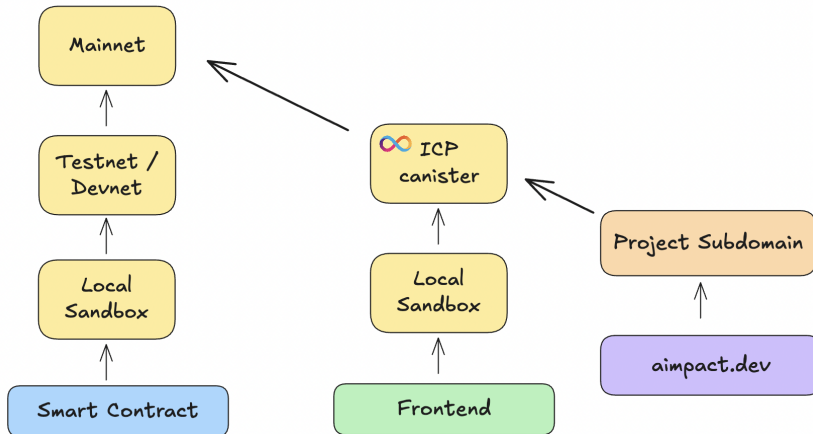 Mainnet
Testnet /
Devnet
Local
Sandbox
Smart Contract
ICP
canister
Local
Sandbox
Frontend
Project Subdomain
aimpact.dev